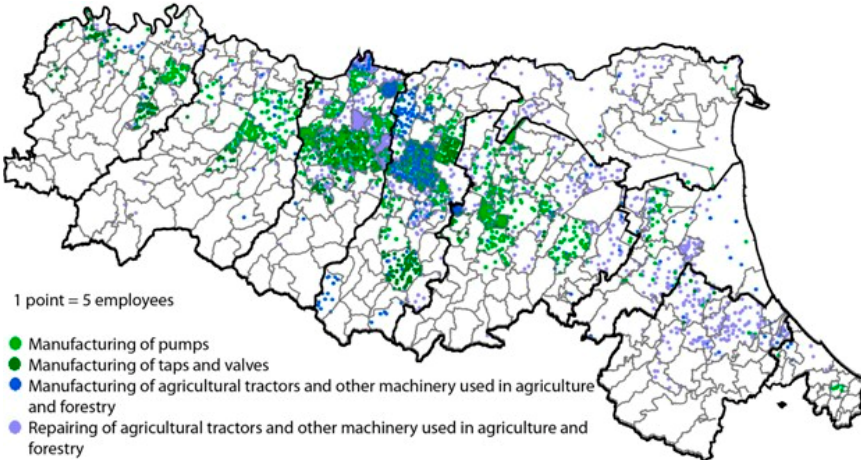 1 point = 5 employees
Manufacturing of pumps
Manufacturing of taps and valves
Manufacturing of agricultural tractors and other machinery used in agriculture
and forestry
Repairing of agricultural tractors and other machinery used in agriculture and
forestry